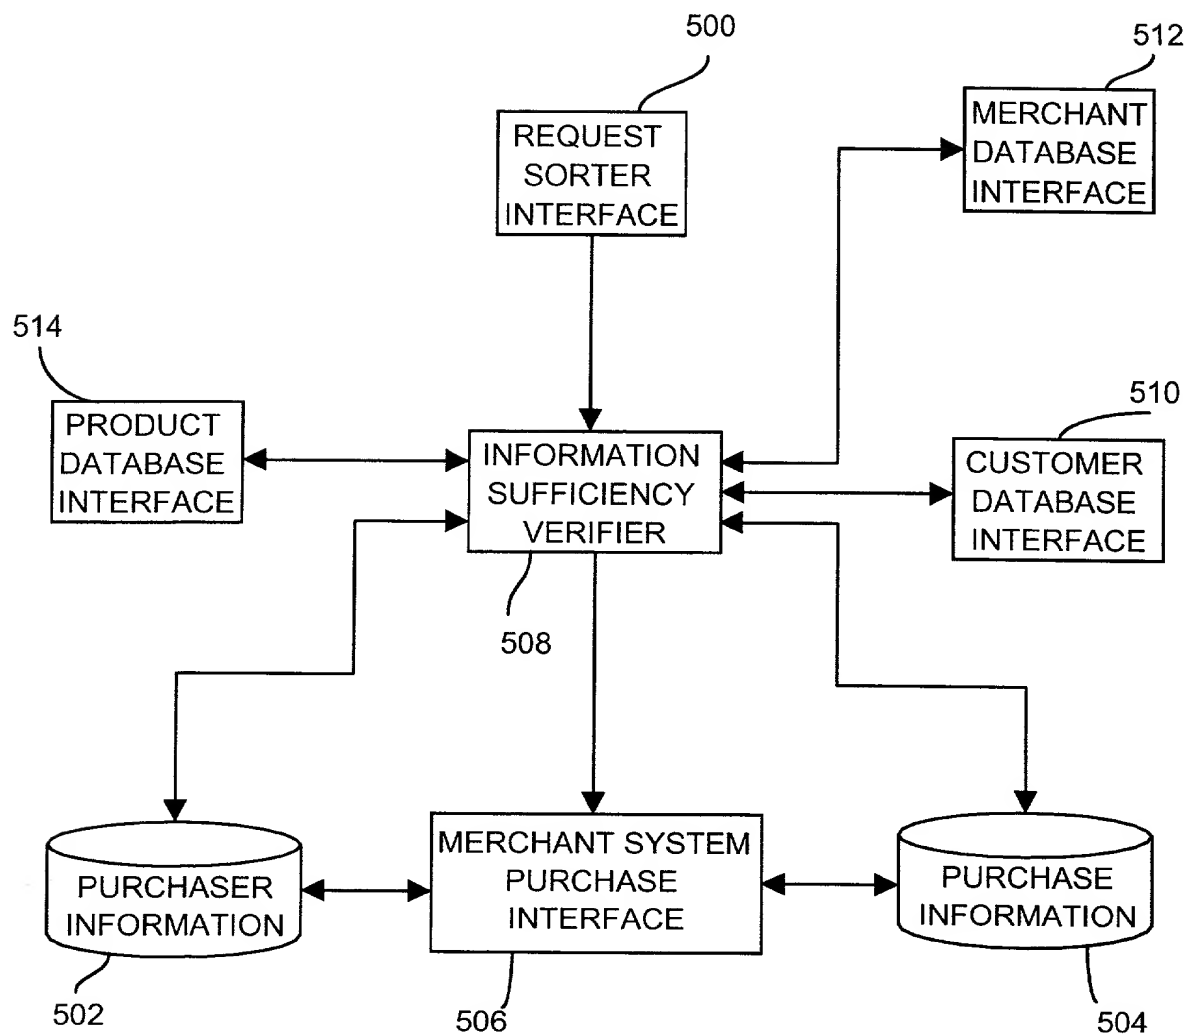 500
512
REQUEST
SORTER
INTERFACE
MERCHANT
DATABASE
INTERFACE
514
510
PRODUCT
DATABASE
INTERFACE
INFORMATION
SUFFICIENCY
VERIFIER
CUSTOMER
DATABASE
INTERFACE
508
PURCHASER
INFORMATION
MERCHANT SYSTEM
PURCHASE
INTERFACE
PURCHASE
INFORMATION
502
506
504